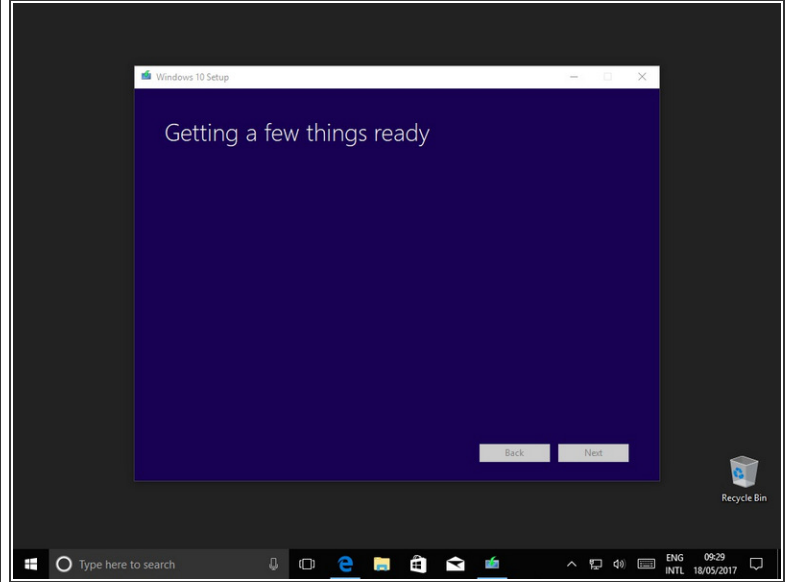 Windows 10 Setup
Getting a few things ready
Back
Next
Recycle Bin
Type here to search
ENG
INTL
09:29
18/05/2017